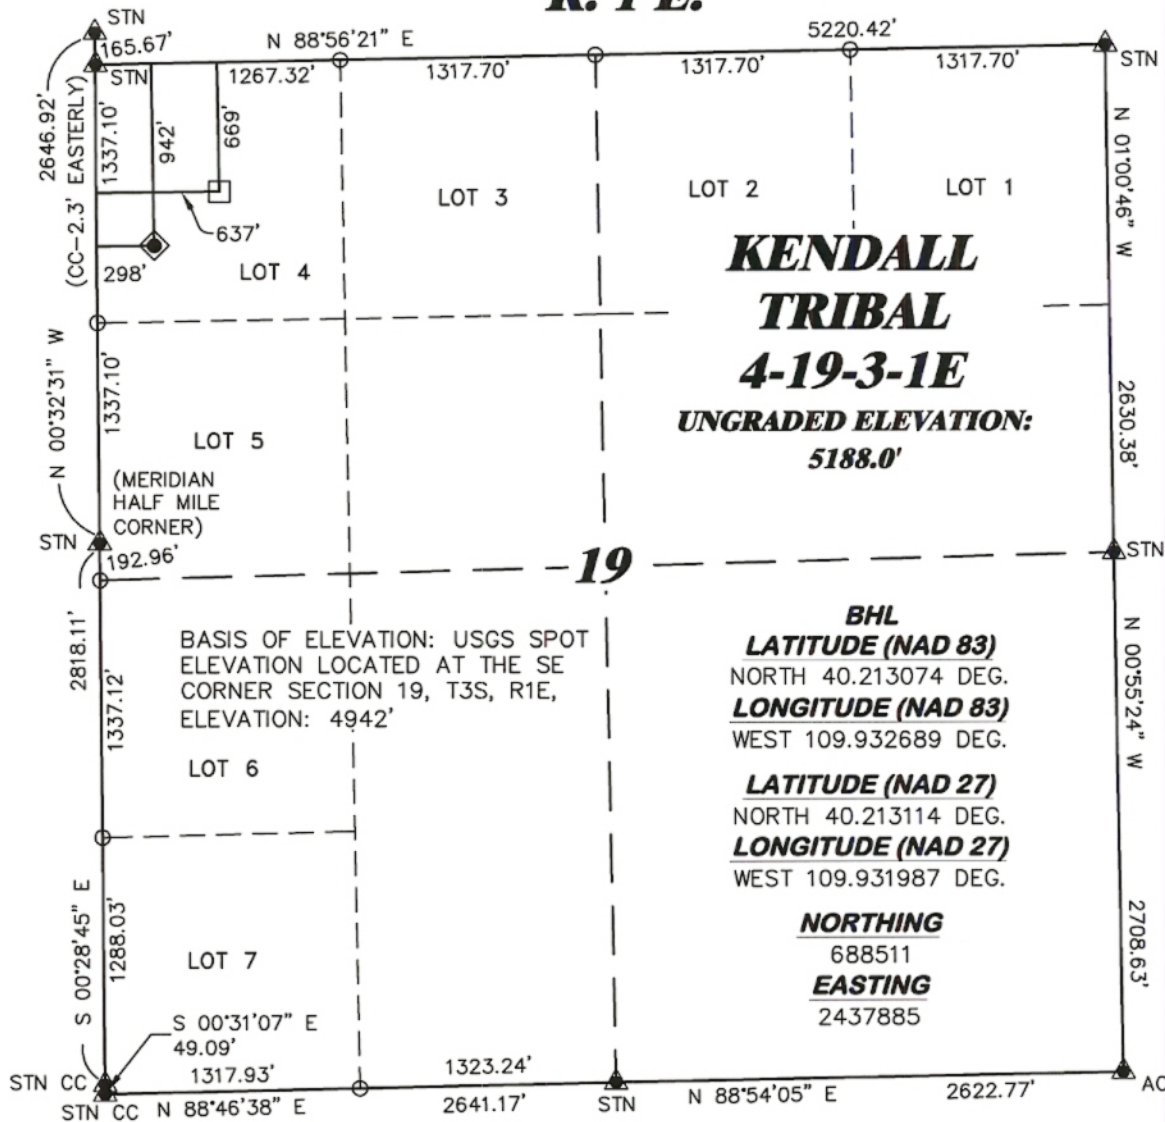 R. 1 E.
STN
165.67'
N 88°56'21" E
5220.42'
STN
1267.32'
1317.70'
1317.70'
1317.70'
STN
2646.92'
(CC-2.3' EASTERLY)
1337.10'
942'
669'
N 01°00'46" W
LOT 3
LOT 2
LOT 1
637'
298'
LOT 4
KENDALL
TRIBAL
4-19-3-1E
UNGRADED ELEVATION:
5188.0'
N 00°32'31" W
1337.10'
2630.38'
LOT 5
(MERIDIAN
HALF MILE
CORNER)
STN
192.96'
19
STN
2818.11'
1337.12'
BASIS OF ELEVATION: USGS SPOT
ELEVATION LOCATED AT THE SE
CORNER SECTION 19, T3S, R1E,
ELEVATION: 4942'
LOT 6
BHL
LATITUDE (NAD 83)
NORTH 40.213074 DEG.
LONGITUDE (NAD 83)
WEST 109.932689 DEG.
LATITUDE (NAD 27)
NORTH 40.213114 DEG.
LONGITUDE (NAD 27)
WEST 109.931987 DEG.
NORTHING
688511
EASTING
2437885
N 00°55'24" W
2708.63'
S 00°28'45" E
1288.03'
LOT 7
S 00°31'07" E
49.09'
STN CC
1317.93'
1323.24'
STN CC
N 88°46'38" E
2641.17'
STN
N 88°54'05" E
2622.77'